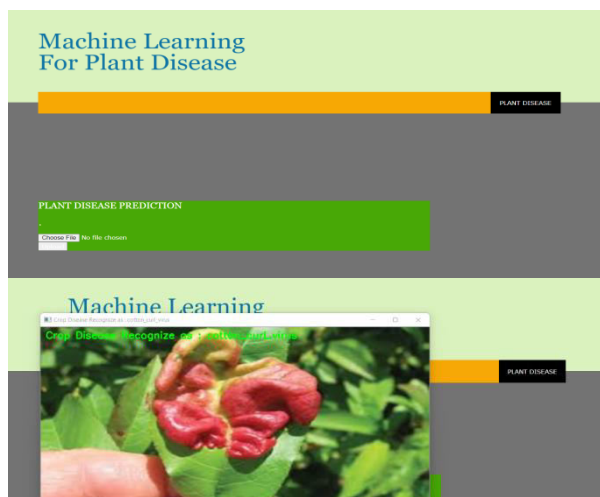 Machine Learning
For Plant Disease
PLANT DISEASE
PLANT DISEASE PREDICTION
Choose File No file chosen
Machine Learning
Crop Disease Recognize as : cotton_curl_virus
Crop Disease Recognize as : cotton_curl_virus
PLANT DISEASE